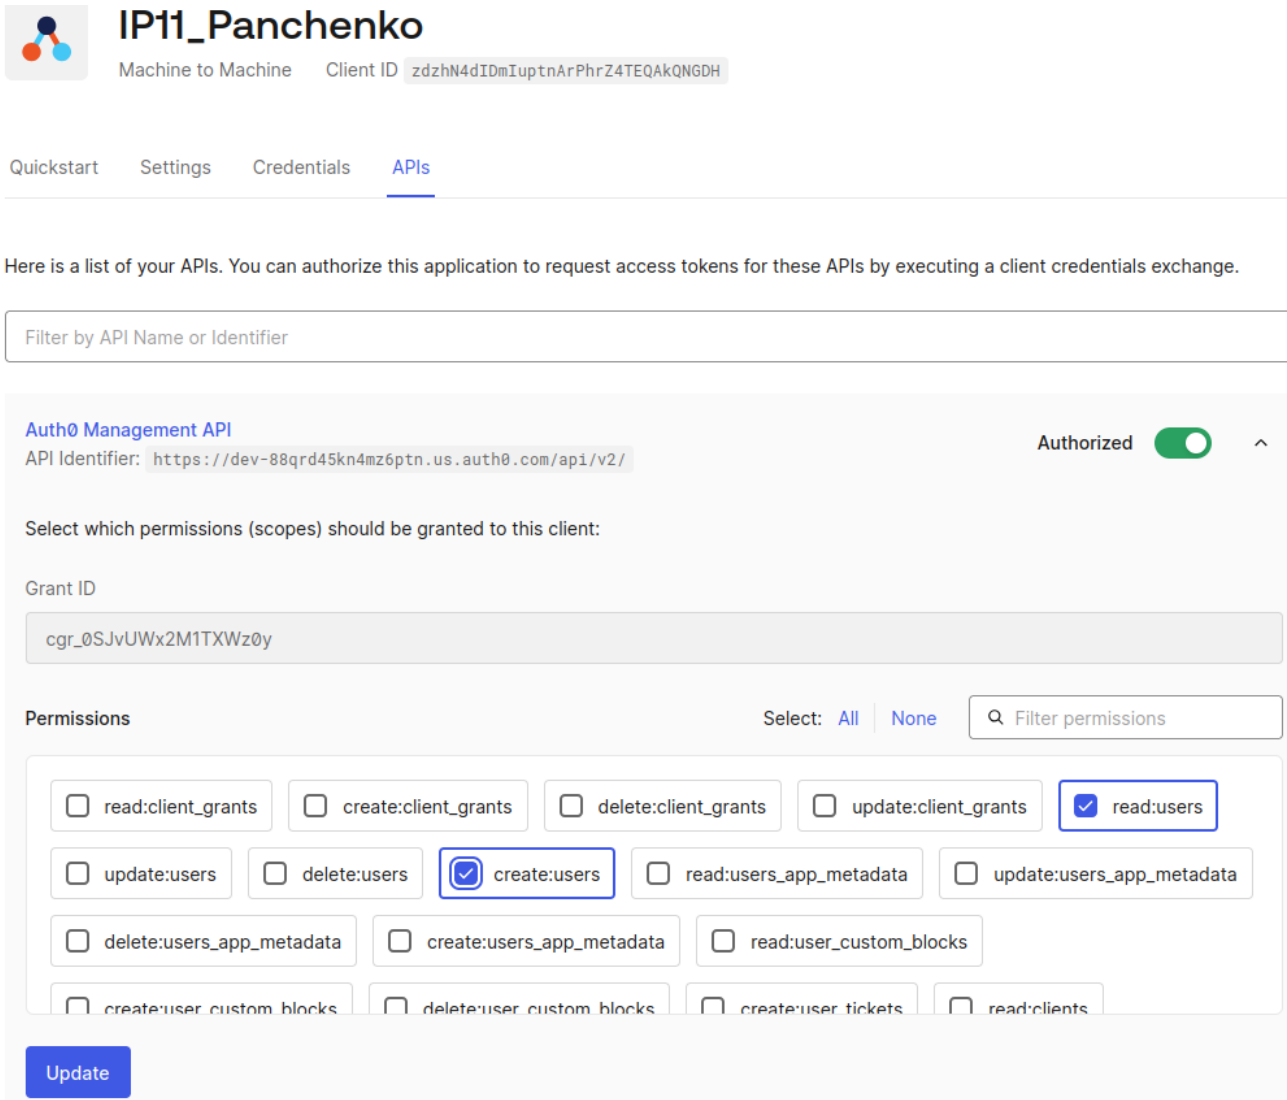 IP11_Panchenko
Machine to Machine Client ID zdzhN4dIDmIuptnArPhrZ4TEQAkQNGDH
Quickstart Settings Credentials APIs
Here is a list of your APIs. You can authorize this application to request access tokens for these APIs by executing a client credentials exchange.
Filter by API Name or Identifier
Auth0 Management API
Authorized
API Identifier: https://dev-88qrd45kn4mz6ptn.us.auth0.com/api/v2/
Select which permissions (scopes) should be granted to this client:
Grant ID
cgr_0SJvUWx2M1TXWz0y
Permissions Select: All None Filter permissions
read:client_grants create:client_grants delete:client_grants update:client_grants read:users
update:users delete:users create:users read:users_app_metadata update:users_app_metadata
delete:users_app_metadata create:users_app_metadata read:user_custom_blocks
create:user_custom_blocks delete:user_custom_blocks create:user_tickets read:clients
Update